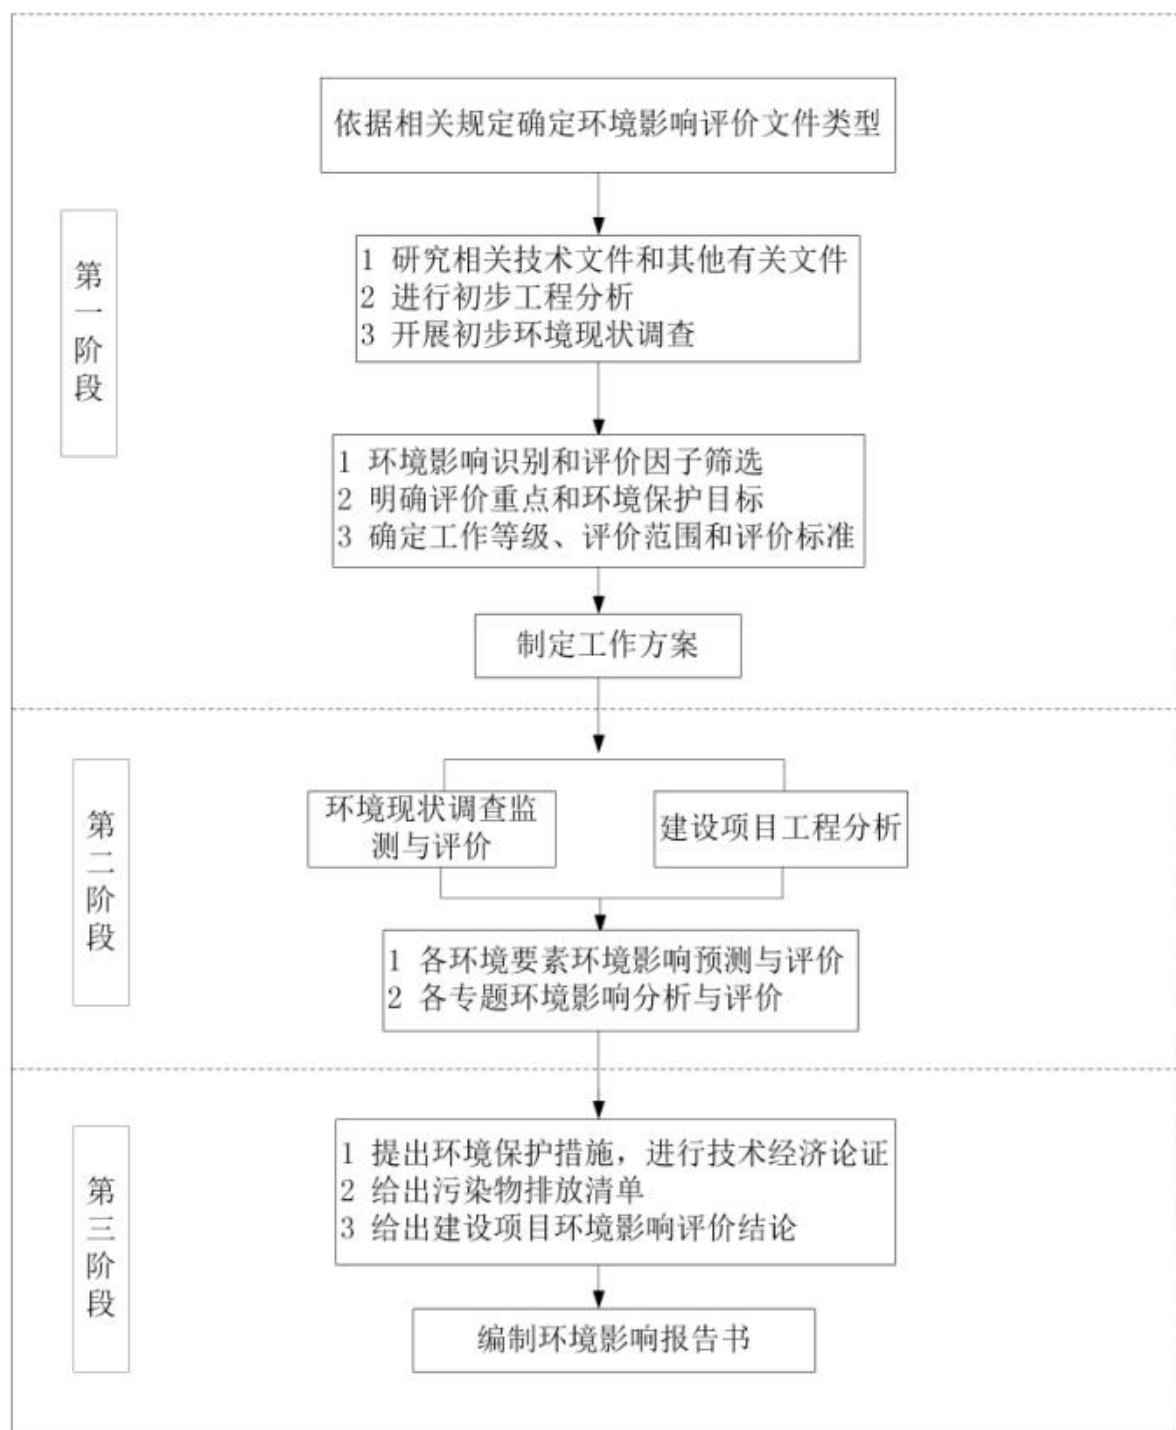 依据相关规定确定环境影响评价文件类型
第一阶段
1 研究相关技术文件和其他有关文件
2 进行初步工程分析
3 开展初步环境现状调查
1 环境影响识别和评价因子筛选
2 明确评价重点和环境保护目标
3 确定工作等级、评价范围和评价标准
制定工作方案
第二阶段
环境现状调查监
测与评价
建设项目工程分析
1 各环境要素环境影响预测与评价
2 各专题环境影响分析与评价
第三阶段
1 提出环境保护措施，进行技术经济论证
2 给出污染物排放清单
3 给出建设项目环境影响评价结论
编制环境影响报告书